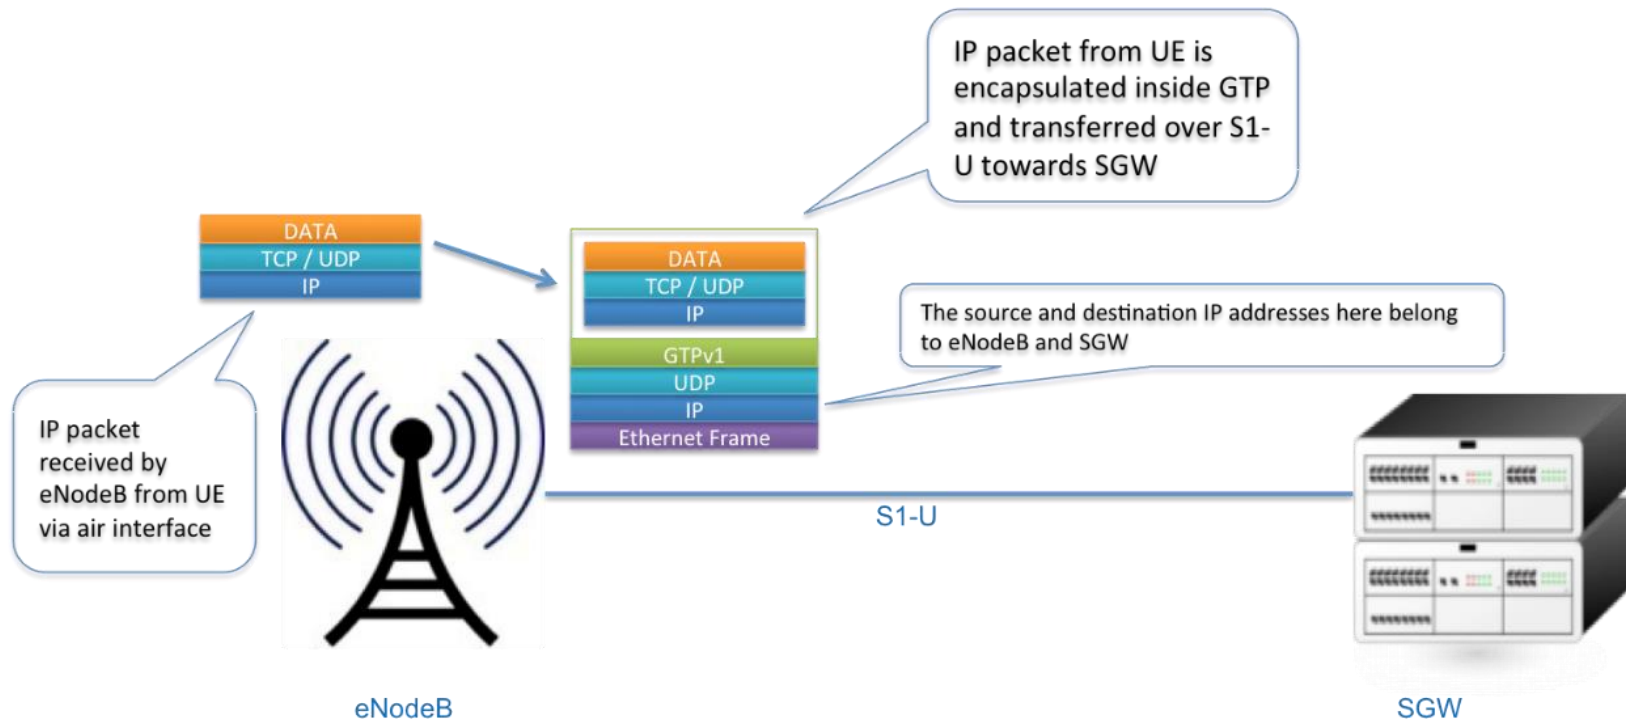 IP packet from UE is
encapsulated inside GTP
and transferred over S1-
U towards SGW
DATA
TCP / UDP
IP
DATA
TCP / UDP
IP
GTPv1
UDP
IP
Ethernet Frame
The source and destination IP addresses here belong
to eNodeB and SGW
IP packet
received by
eNodeB from UE
via air interface
S1-U
eNodeB
SGW